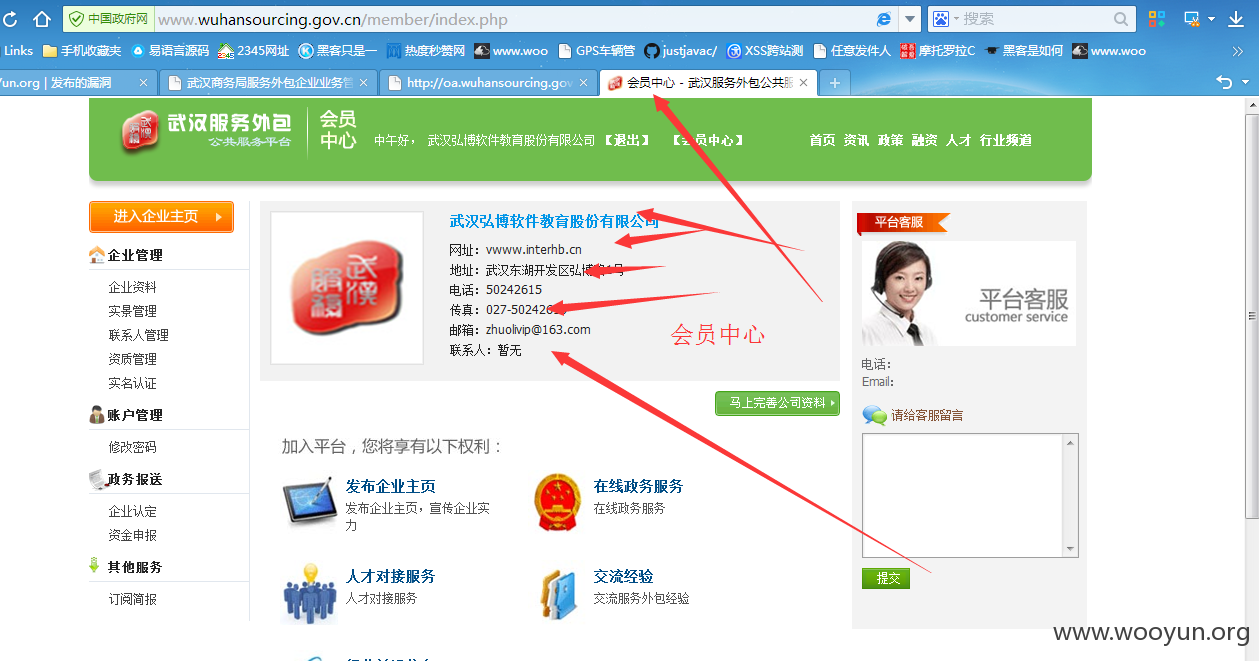 中国政府网 www.wuhansourcing.gov.cn/member/index.php 搜索
Links 手机收藏夹 易语言源码 2345网址 黑客只是一 热度秒赞网 www.woo GPS车辆管 justjavac/ XSS跨站测 任意发件人 摩托罗拉C 黑客是如何 www.woo
un.org | 发布的漏洞 武汉商务局服务外包企业业务管 http://oa.wuhansourcing.gov 会员中心 - 武汉服务外包公共服
武汉服务外包
公共服务平台
会员
中心
中午好， 武汉弘博软件教育股份有限公司 【退出】 【会员中心】
首页 资讯 政策 融资 人才 行业频道
进入企业主页
企业管理
企业资料
实景管理
联系人管理
资质管理
实名认证
账户管理
修改密码
政务报送
企业认定
资金申报
其他服务
订阅简报
武汉弘博软件教育股份有限公司
网址：vwww.interhb.cn
地址：武汉东湖开发区弘博
电话：50242615
传真：027-502426
邮箱：zhuolivip@163.com
联系人：暂无
会员中心
马上完善公司资料
加入平台，您将享有以下权利：
发布企业主页
发布企业主页，宣传企业实
力
在线政务服务
在线政务服务
人才对接服务
人才对接服务
交流经验
交流服务外包经验
平台客服
平台客服
customer service
电话：
Email：
请给客服留言
提交
www.wooyun.org